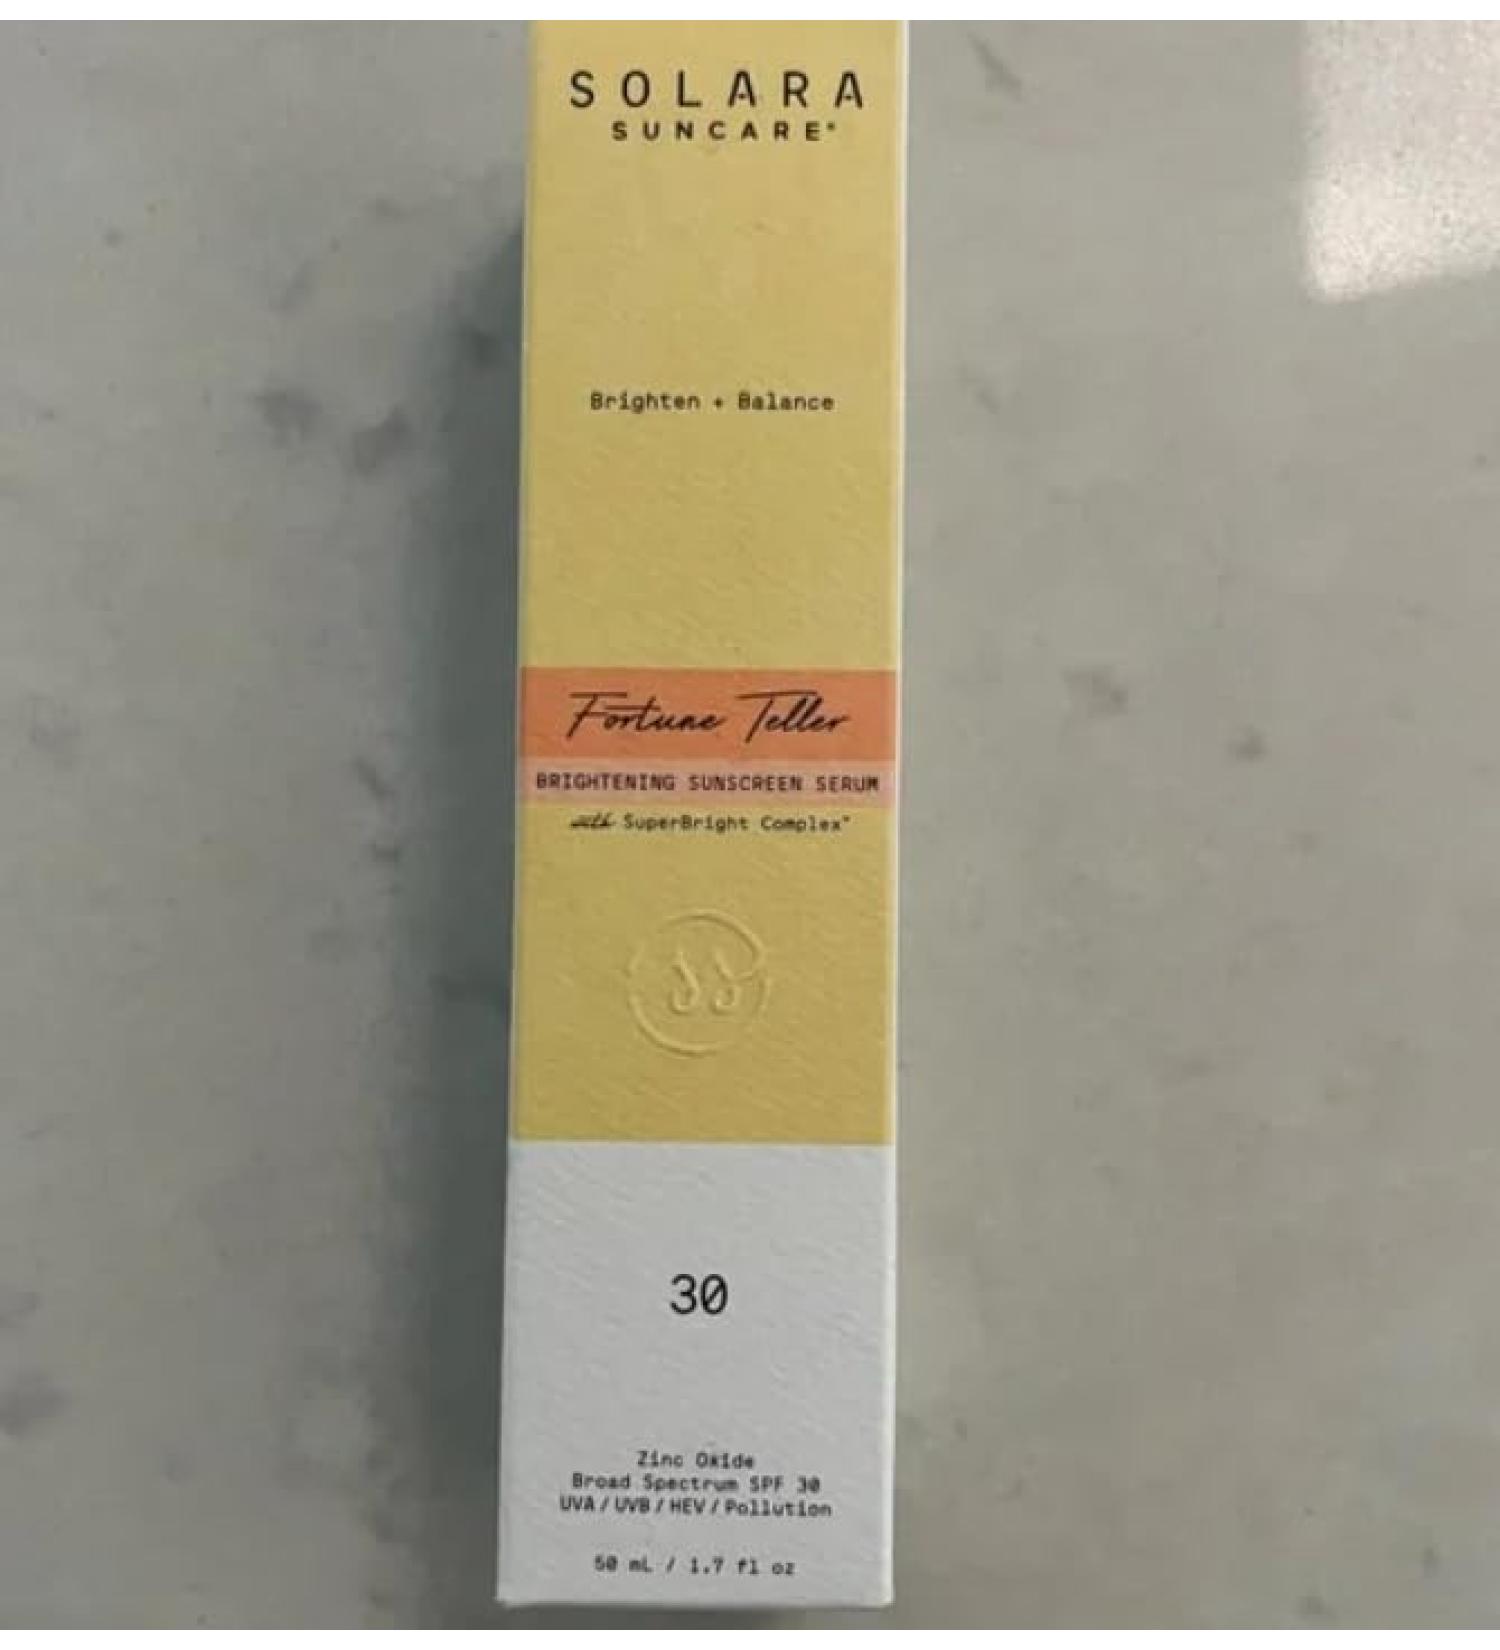 SOLARA
SUNCARE®
Brighten + Balance
Fortune Teller
BRIGHTENING SUNSCREEN SERUM
with SuperBright Complex™
30
Zinc Oxide
Broad Spectrum SPF 30
UVA / UVB / HEV / Pollution
50 mL / 1.7 fl oz